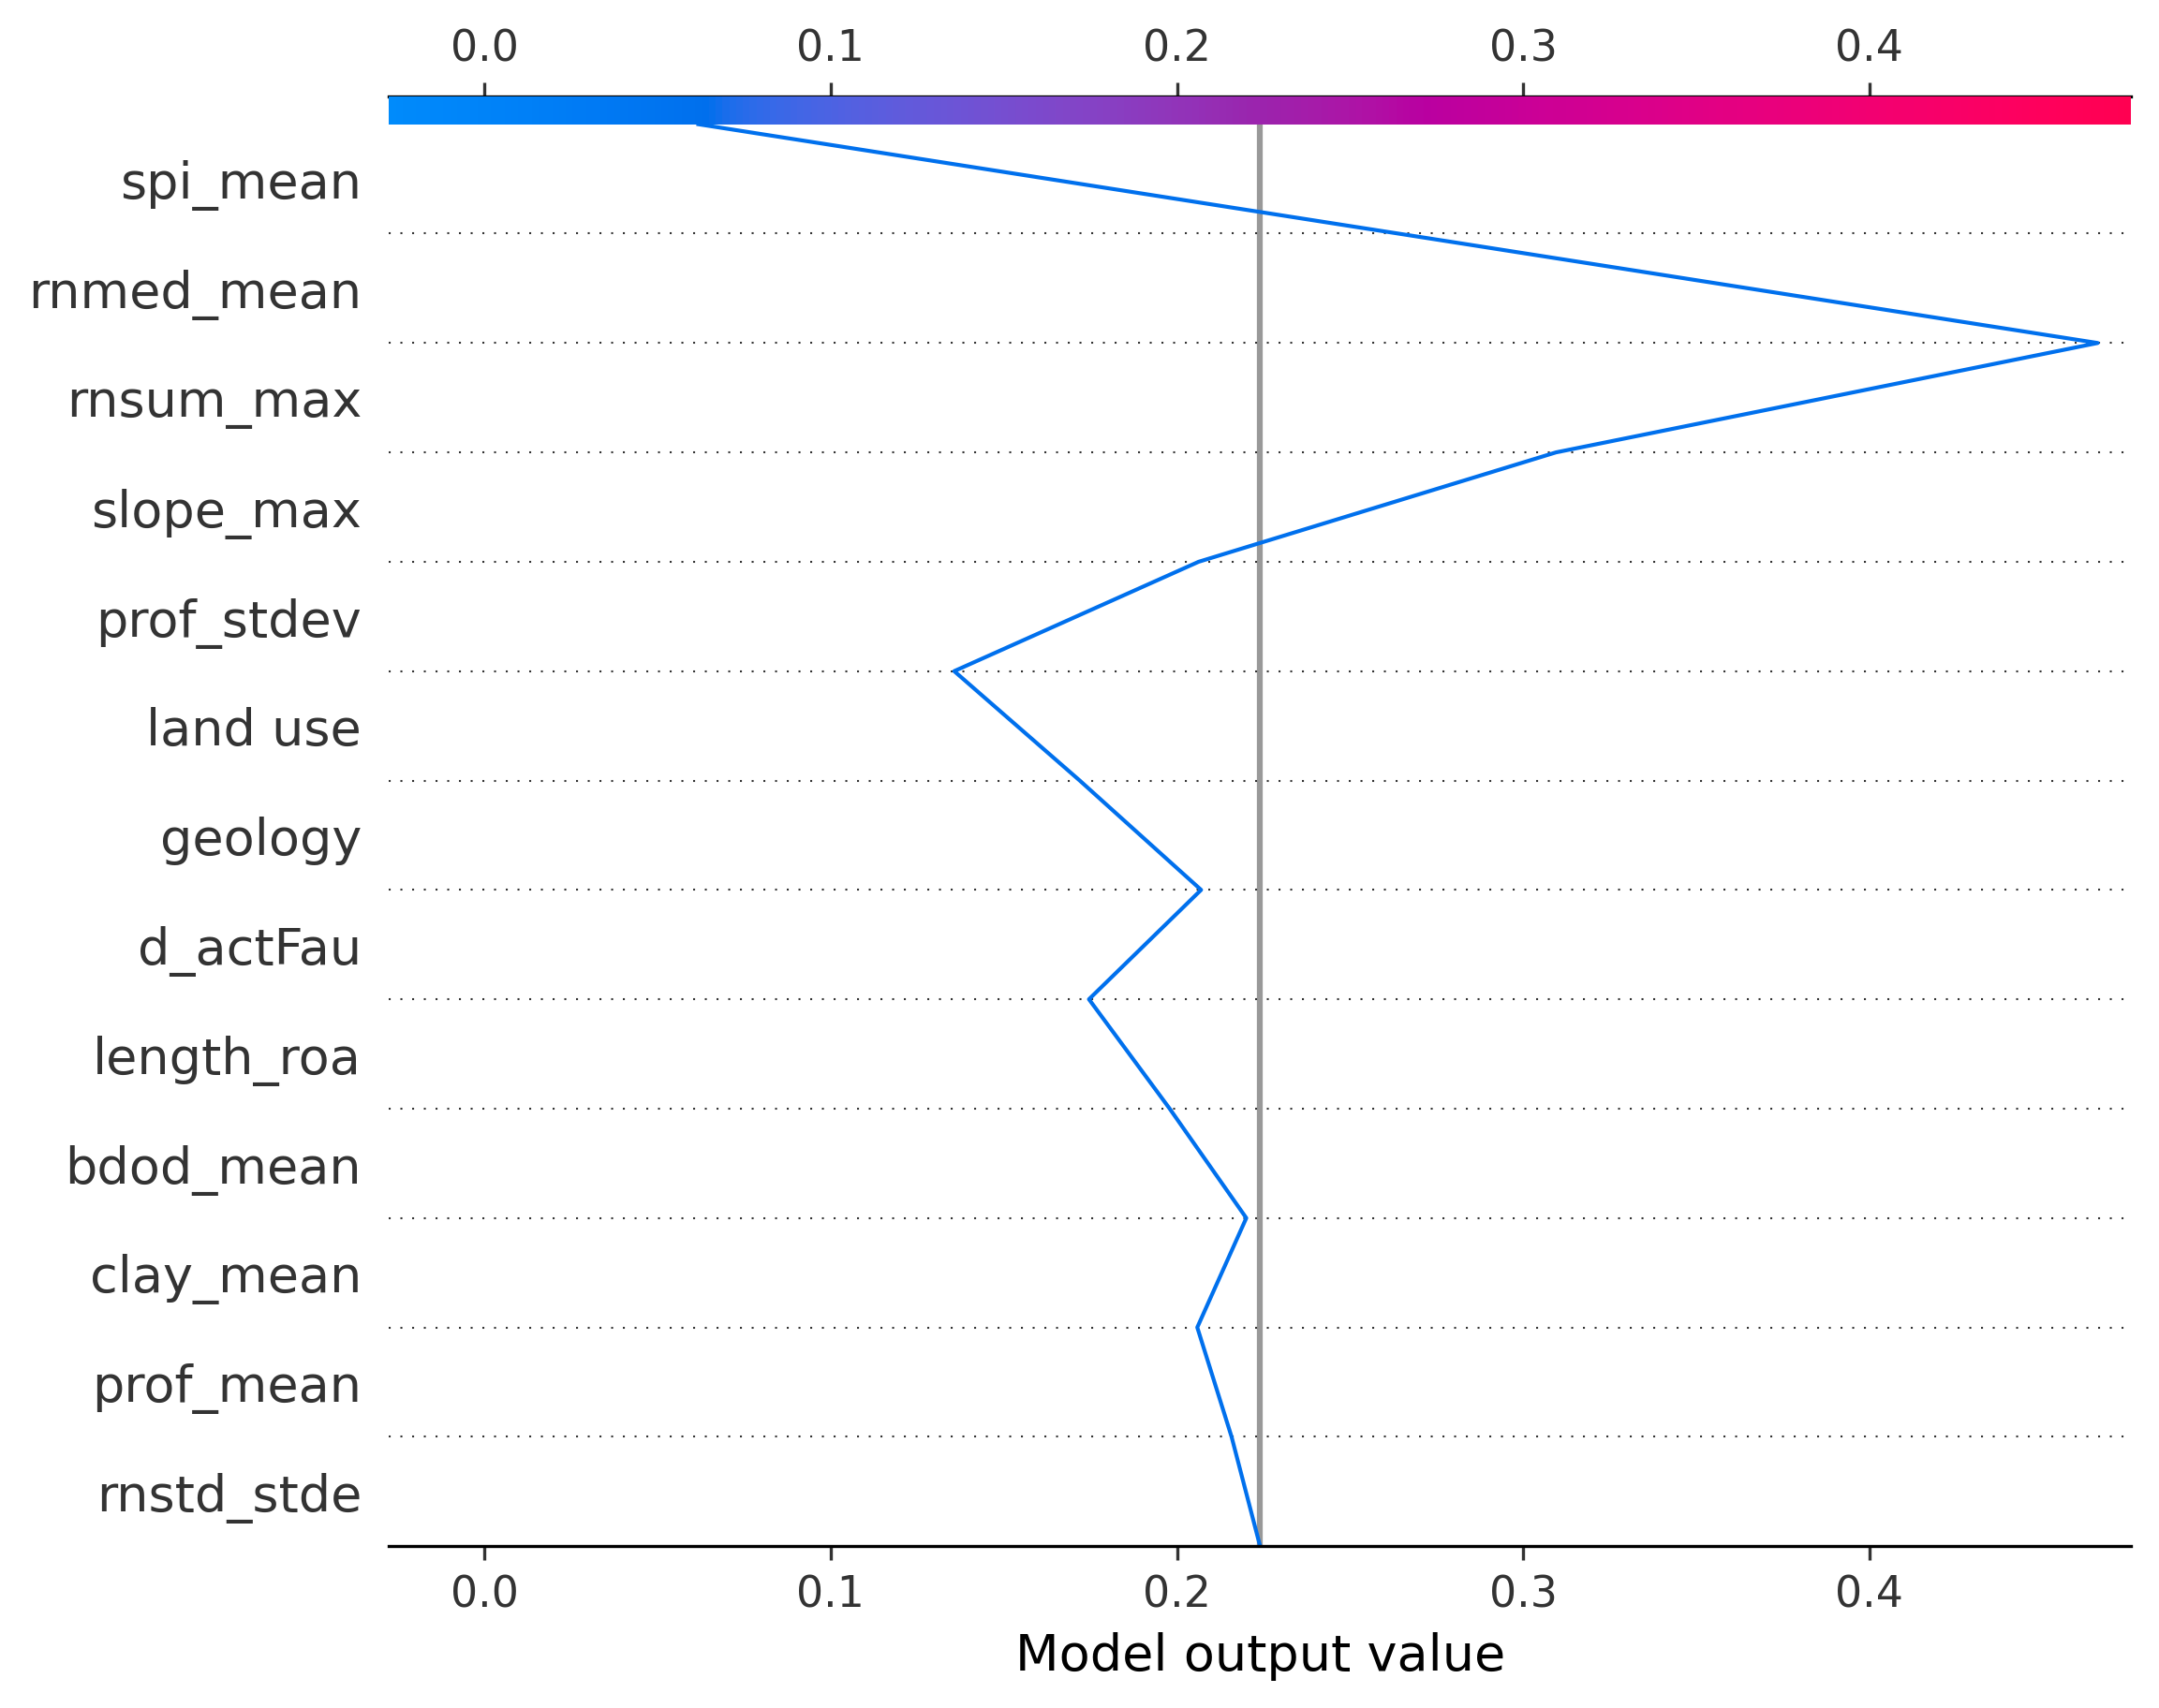 0.0 0.1 0.2 0.3 0.4
spi_mean
rnmed_mean
rnsum_max
slope_max
prof_stdev
land use
geology
d_actFau
length_roa
bdod_mean
clay_mean
prof_mean
rnstd_stde
0.0 0.1 0.2 0.3 0.4
Model output value